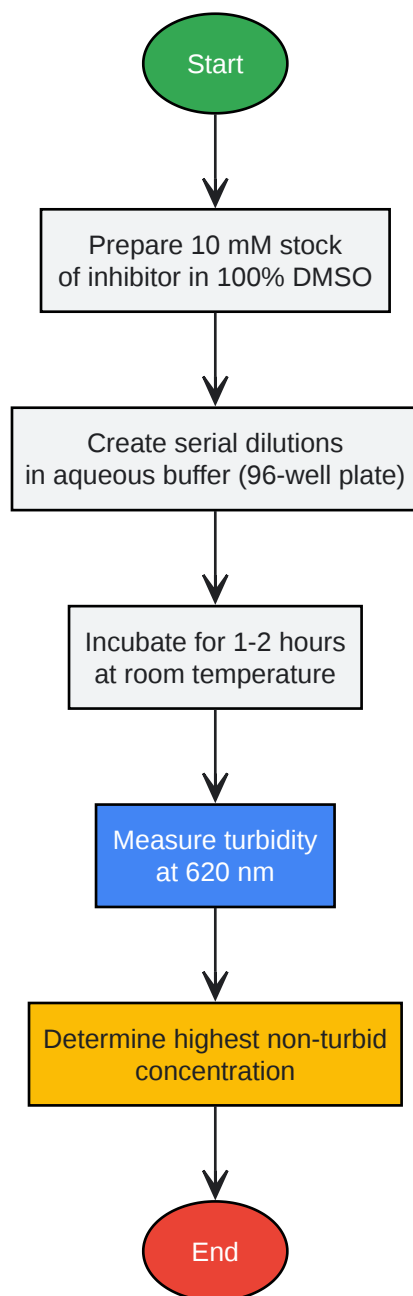 Start
Prepare 10 mM stock
of inhibitor in 100% DMSO
Create serial dilutions
in aqueous buffer (96-well plate)
Incubate for 1-2 hours
at room temperature
Measure turbidity
at 620 nm
Determine highest non-turbid
concentration
End